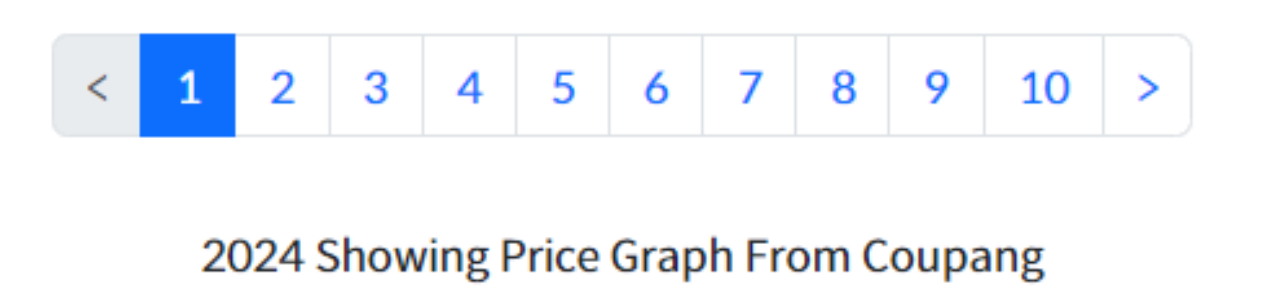 < 1 2 3 4 5 6 7 8 9 10 >
2024 Showing Price Graph From Coupang